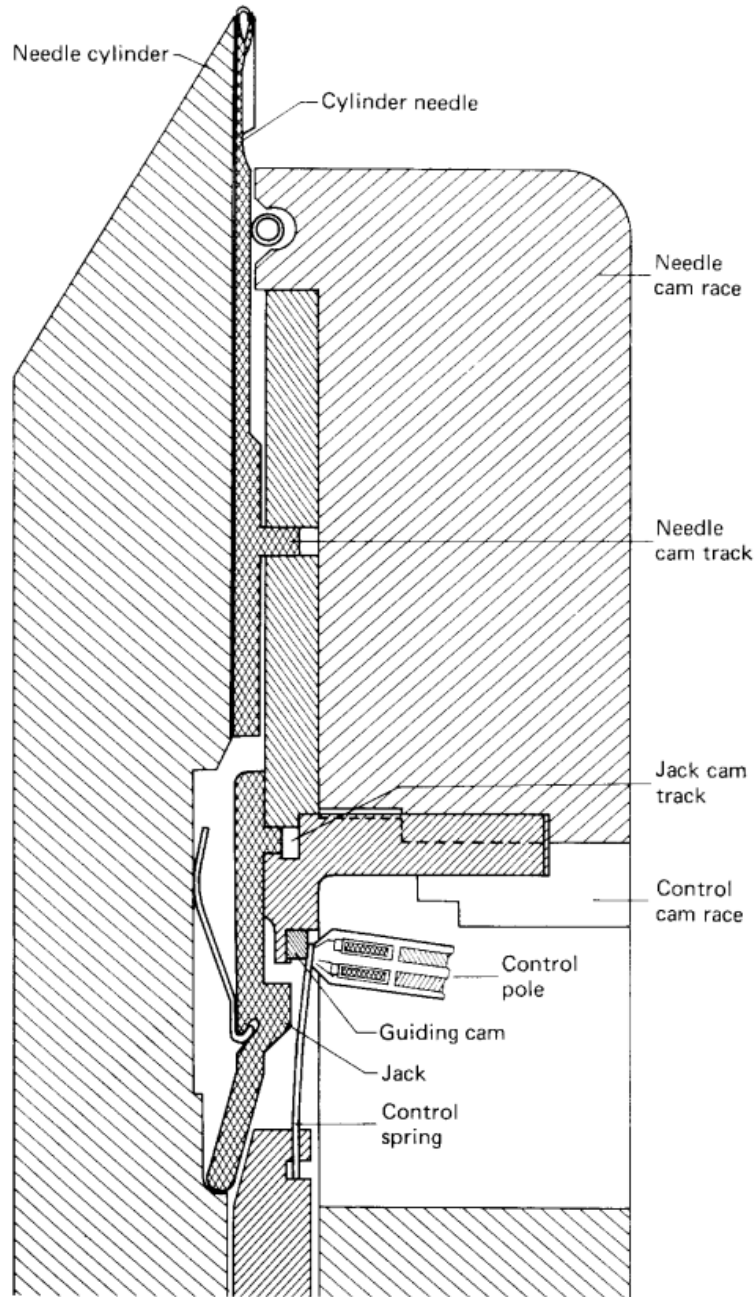 Needle cylinder
Cylinder needle
Needle
cam race
Needle
cam track
Jack cam
track
Control
cam race
Control
pole
Guiding cam
Jack
Control
spring